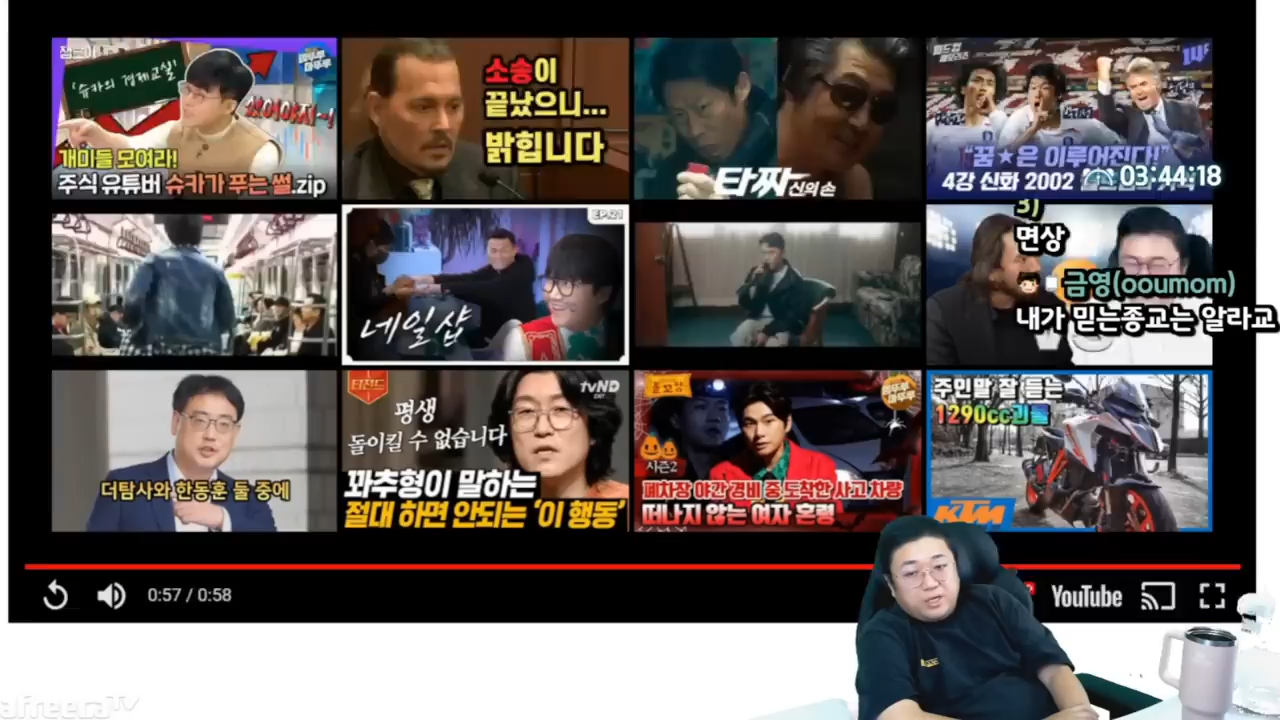 '슈카의 경제교실'
개미들 모여라!
주식 유튜버 슈카가 푸는 썰.zip
소송이
끝났으니...
밝힙니다
타짜 신의 손
"꿈★은 이루어진다!"
4강 신화 2002
03:44:18
3)
면상
금영(ooumom)
내가 믿는종교는 알라교
EP.21
네일샵
더탐사와 한동훈 둘 중에
tvND
ENT
평생
돌이킬 수 없습니다
꽈추형이 말하는
절대 하면 안되는 '이 행동'
시즌2
폐차장 야간 경비 중 도착한 사고 차량
떠나지 않는 여자 혼령
주인말 잘 듣는
1290cc괴물
KTM
0:57 / 0:58
YouTube
afreecaTV